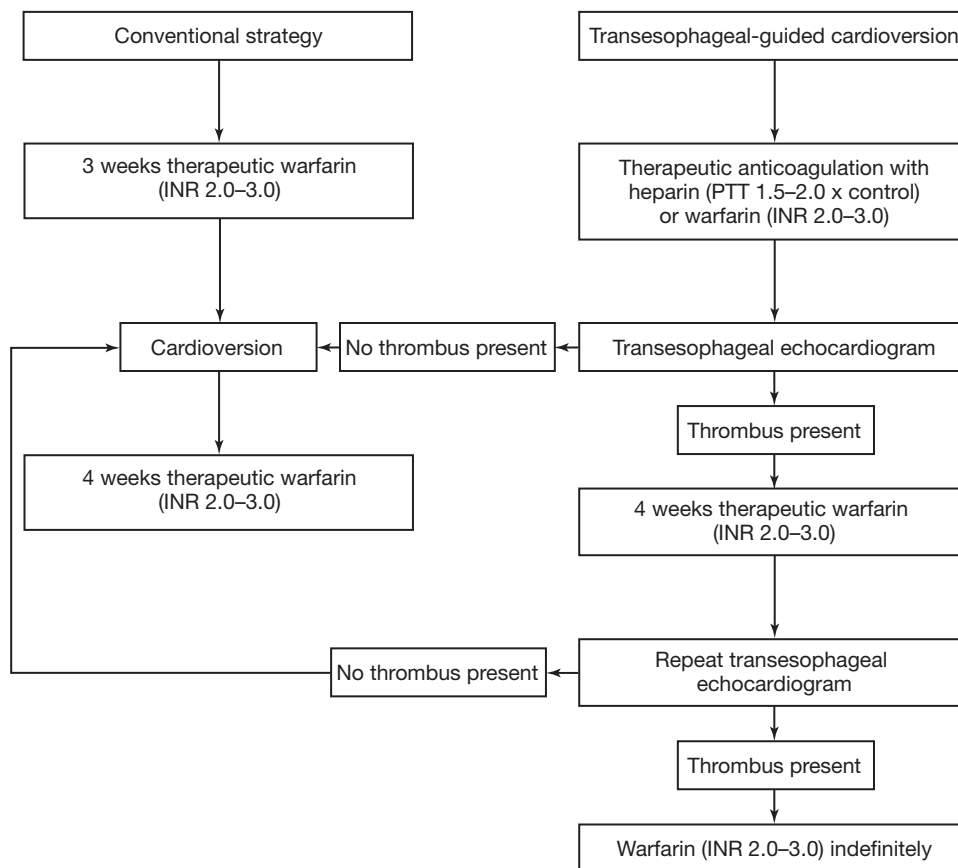 Conventional strategy
Transesophageal-guided cardioversion
3 weeks therapeutic warfarin
(INR 2.0–3.0)
Therapeutic anticoagulation with
heparin (PTT 1.5–2.0 x control)
or warfarin (INR 2.0–3.0)
Cardioversion
No thrombus present
Transesophageal echocardiogram
Thrombus present
4 weeks therapeutic warfarin
(INR 2.0–3.0)
4 weeks therapeutic warfarin
(INR 2.0–3.0)
No thrombus present
Repeat transesophageal
echocardiogram
Thrombus present
Warfarin (INR 2.0–3.0) indefinitely